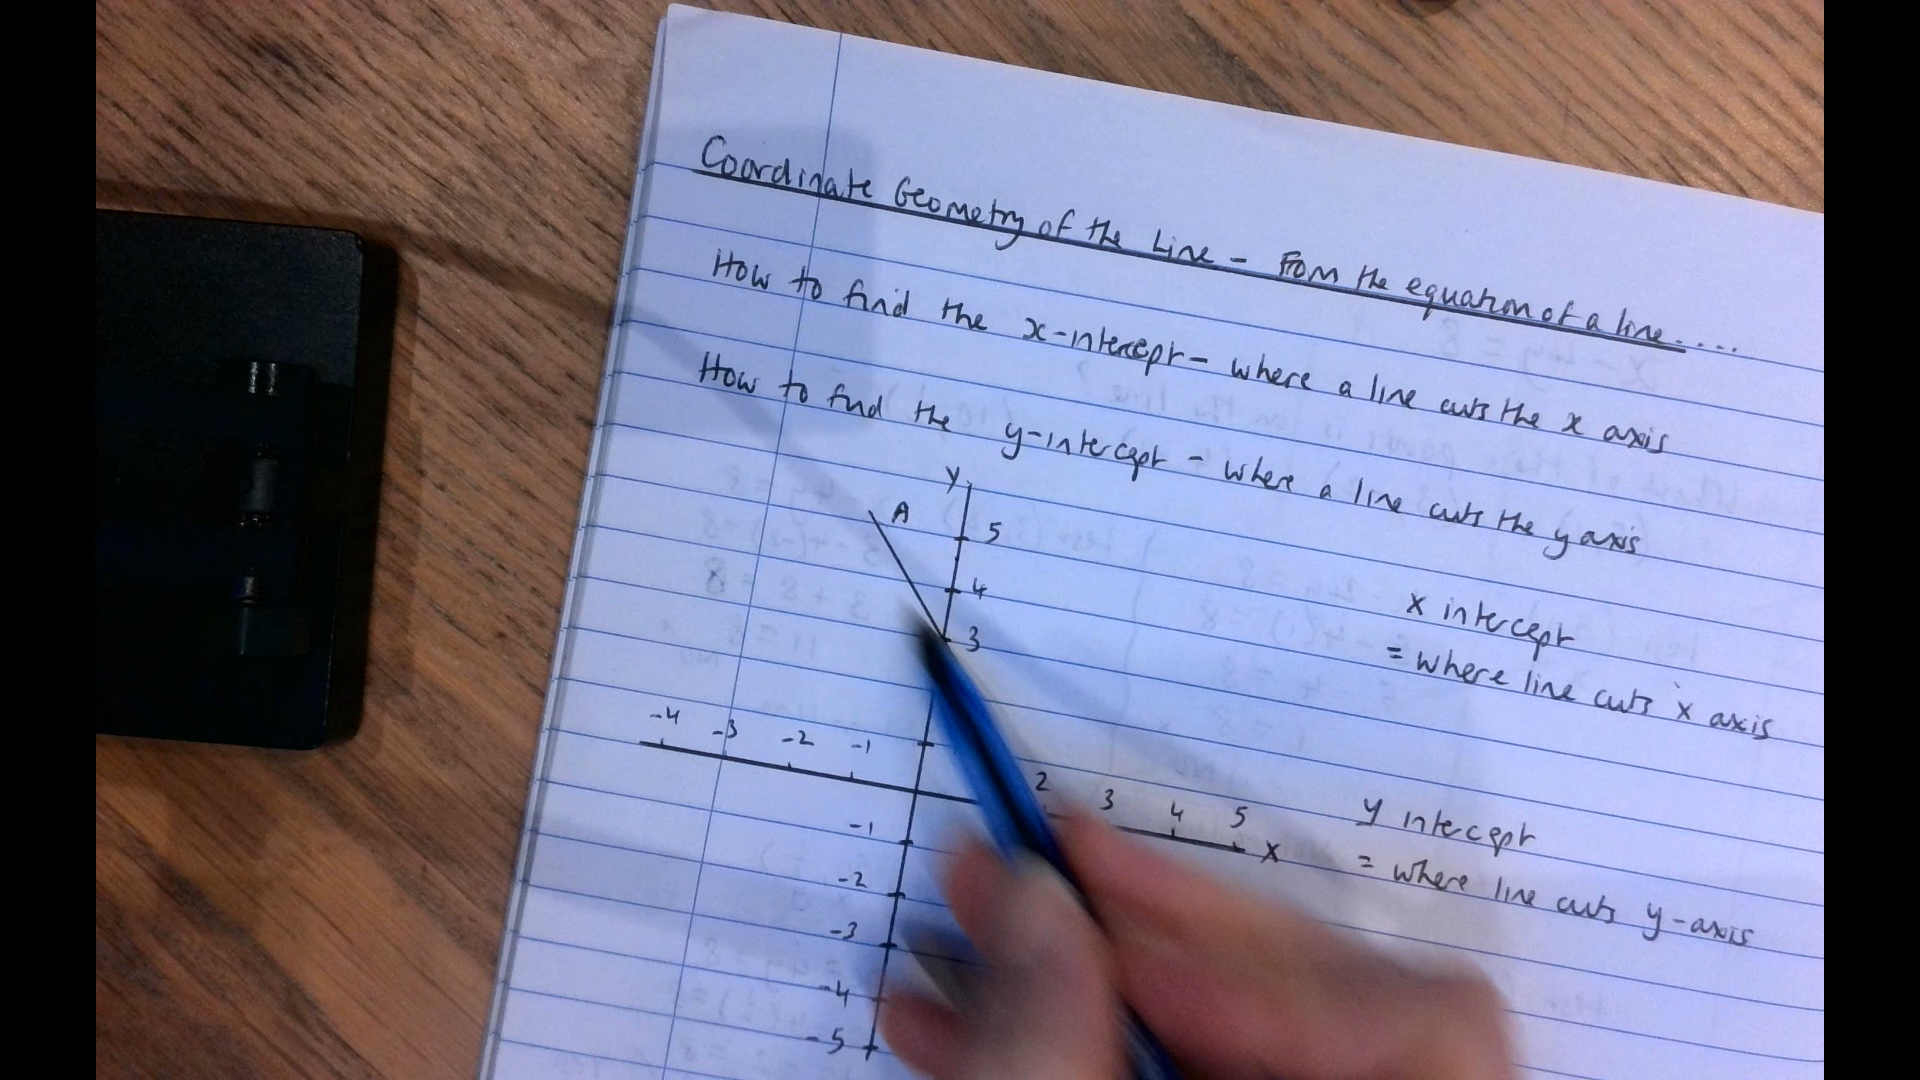 Coordinate Geometry of the Line - From the equation of a line....
How to find the x-intercept - where a line cuts the x axis
How to find the y-intercept - where a line cuts the y axis
y
A
5
4
3
x intercept
= where line cuts x axis
-4 -3 -2 -1
2 3 4 5
x
y intercept
= where line cuts y-axis
-1
-2
-3
-4
-5